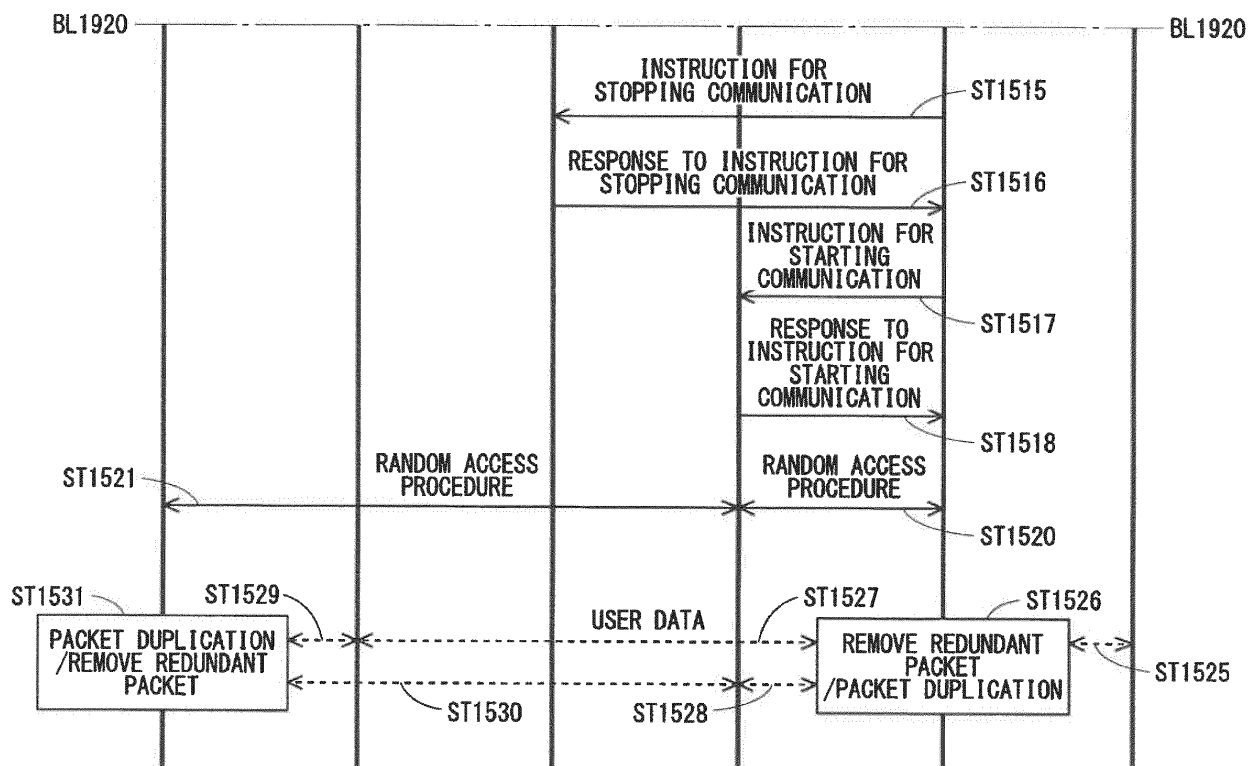 BL1920
BL1920
INSTRUCTION FOR
STOPPING COMMUNICATION
ST1515
RESPONSE TO INSTRUCTION FOR
STOPPING COMMUNICATION
ST1516
INSTRUCTION FOR
STARTING
COMMUNICATION
ST1517
RESPONSE TO
INSTRUCTION FOR
STARTING
COMMUNICATION
ST1518
ST1521
RANDOM ACCESS
PROCEDURE
RANDOM ACCESS
PROCEDURE
ST1520
ST1531
ST1529
USER DATA
ST1527
ST1526
PACKET DUPLICATION
/REMOVE REDUNDANT
PACKET
REMOVE REDUNDANT
PACKET
/PACKET DUPLICATION
ST1525
ST1530
ST1528